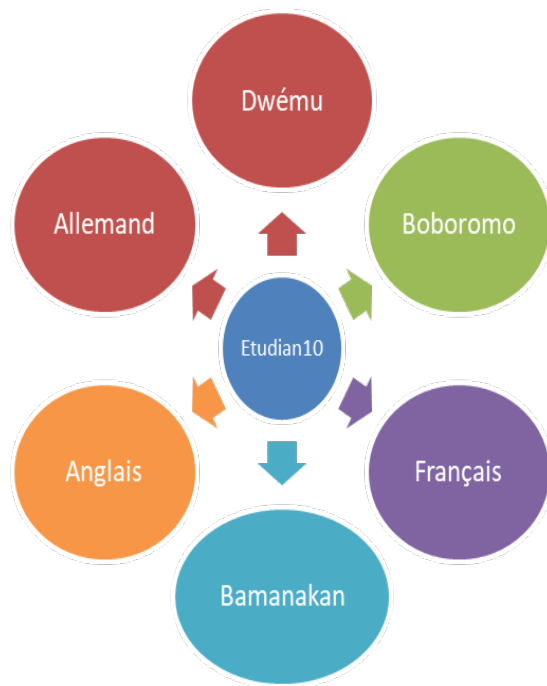 Dwému
Allemand
Boboromo
Etudian10
Anglais
Français
Bamanakan